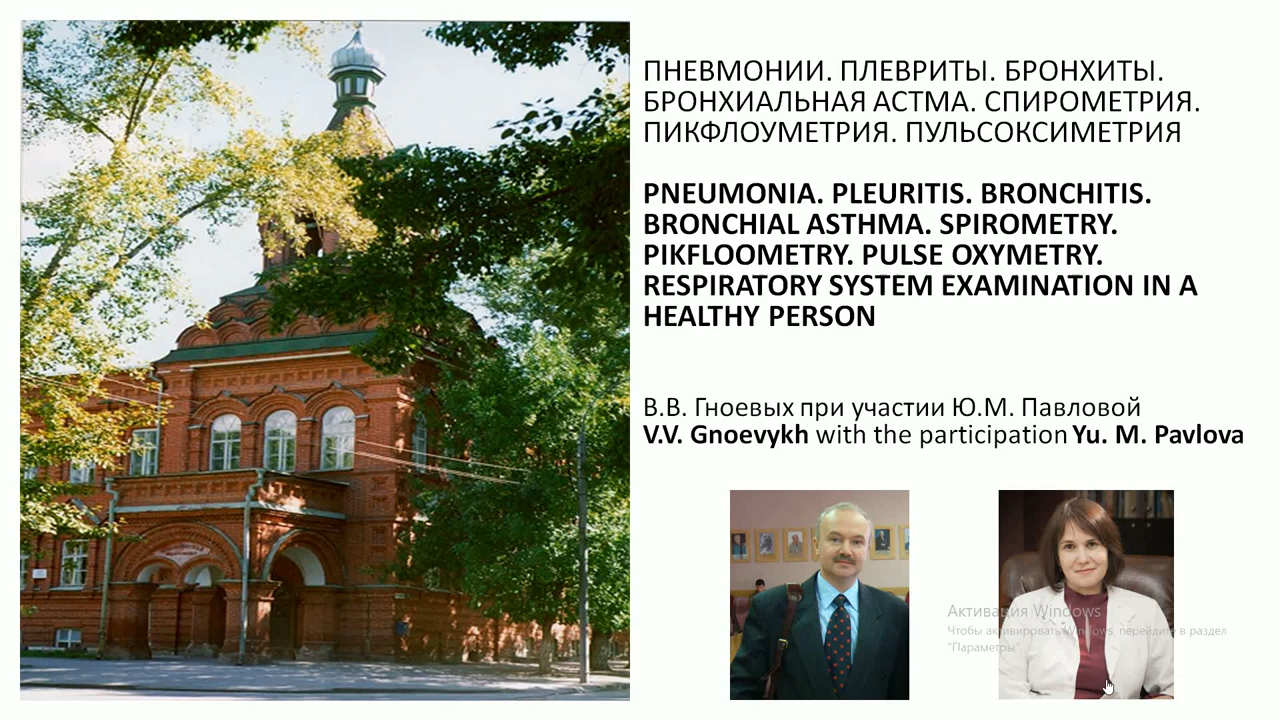 ПНЕВМОНИИ. ПЛЕВРИТЫ. БРОНХИТЫ.
БРОНХИАЛЬНАЯ АСТМА. СПИРОМЕТРИЯ.
ПИКФЛОУМЕТРИЯ. ПУЛЬСОКСИМЕТРИЯ
PNEUMONIA. PLEURITIS. BRONCHITIS.
BRONCHIAL ASTHMA. SPIROMETRY.
PIKFLOOMETRY. PULSE OXYMETRY.
RESPIRATORY SYSTEM EXAMINATION IN A
HEALTHY PERSON
В.В. Гноевых при участии Ю.М. Павловой
V.V. Gnoevykh with the participation Yu. M. Pavlova
Активация Windows
Чтобы активировать Windows, перейдите в раздел
"Параметры".